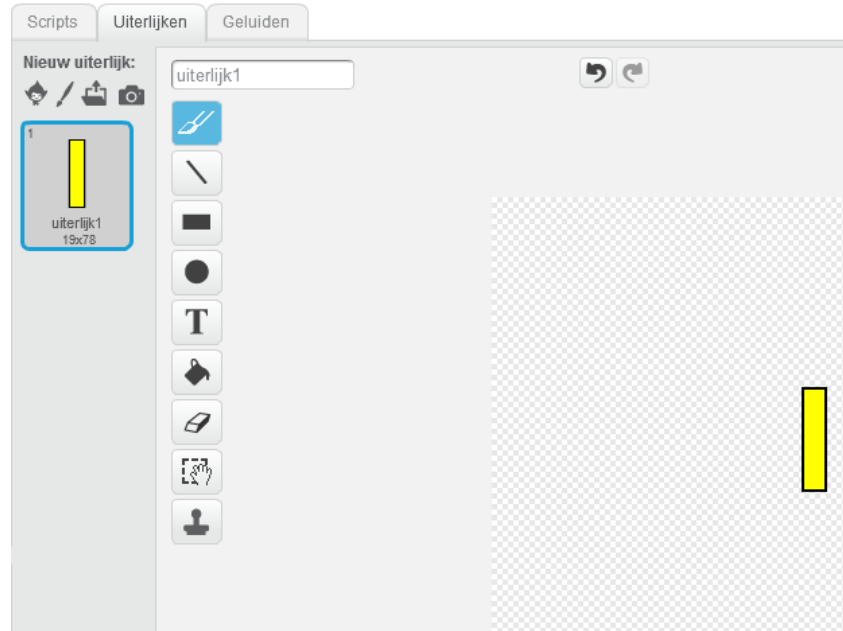 Scripts Uiterlijken Geluiden
Nieuw uiterlijk:
uiterlijk1
1
uiterlijk1
19x78
T